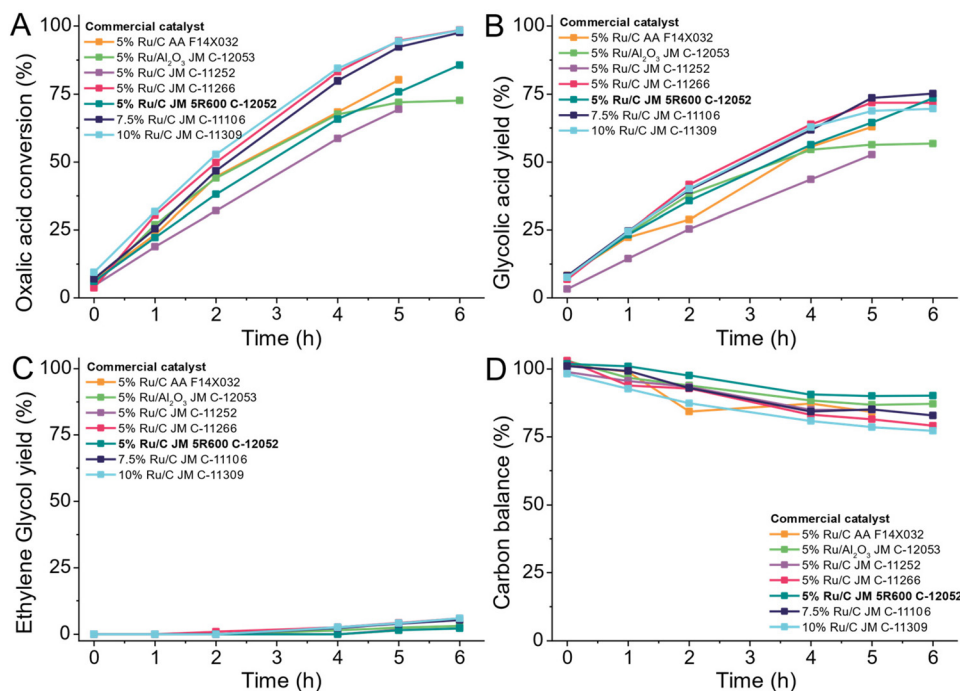 A
Oxalic acid conversion (%)
100
75
50
25
0
Commercial catalyst
5% Ru/C AA F14X032
5% Ru/Al₂O₃ JM C-12053
5% Ru/C JM C-11252
5% Ru/C JM C-11266
5% Ru/C JM 5R600 C-12052
7.5% Ru/C JM C-11106
10% Ru/C JM C-11309
0 1 2 3 4 5 6
Time (h)
B
Glycolic acid yield (%)
100
75
50
25
0
Commercial catalyst
5% Ru/C AA F14X032
5% Ru/Al₂O₃ JM C-12053
5% Ru/C JM C-11252
5% Ru/C JM C-11266
5% Ru/C JM 5R600 C-12052
7.5% Ru/C JM C-11106
10% Ru/C JM C-11309
0 1 2 3 4 5 6
Time (h)
C
Ethylene Glycol yield (%)
100
75
50
25
0
Commercial catalyst
5% Ru/C AA F14X032
5% Ru/Al₂O₃ JM C-12053
5% Ru/C JM C-11252
5% Ru/C JM C-11266
5% Ru/C JM 5R600 C-12052
7.5% Ru/C JM C-11106
10% Ru/C JM C-11309
0 1 2 3 4 5 6
Time (h)
D
Carbon balance (%)
100
75
50
25
0
Commercial catalyst
5% Ru/C AA F14X032
5% Ru/Al₂O₃ JM C-12053
5% Ru/C JM C-11252
5% Ru/C JM C-11266
5% Ru/C JM 5R600 C-12052
7.5% Ru/C JM C-11106
10% Ru/C JM C-11309
0 1 2 3 4 5 6
Time (h)